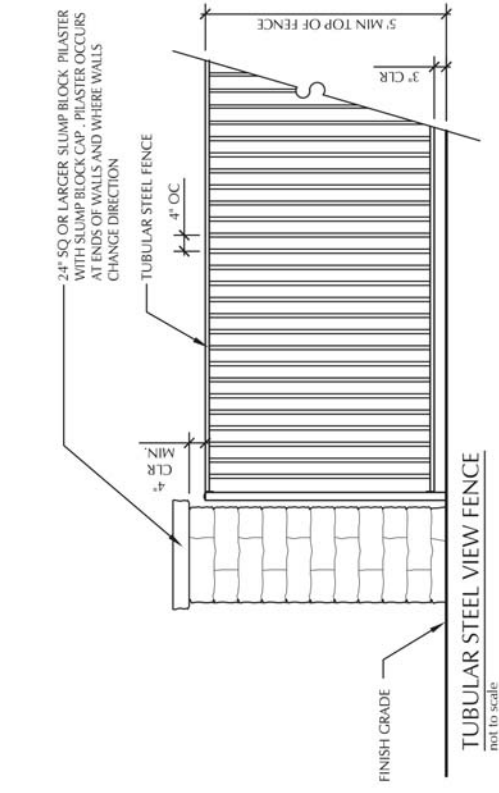 24" SQ OR LARGER SLUMP BLOCK PILASTER
WITH SLUMP BLOCK CAP . PILASTER OCCURS
AT ENDS OF WALLS AND WHERE WALLS
CHANGE DIRECTION
TUBULAR STEEL FENCE
4" OC
4"
CLR
MIN.
5' MIN TOP OF FENCE
3" CLR
FINISH GRADE
TUBULAR STEEL VIEW FENCE
not to scale